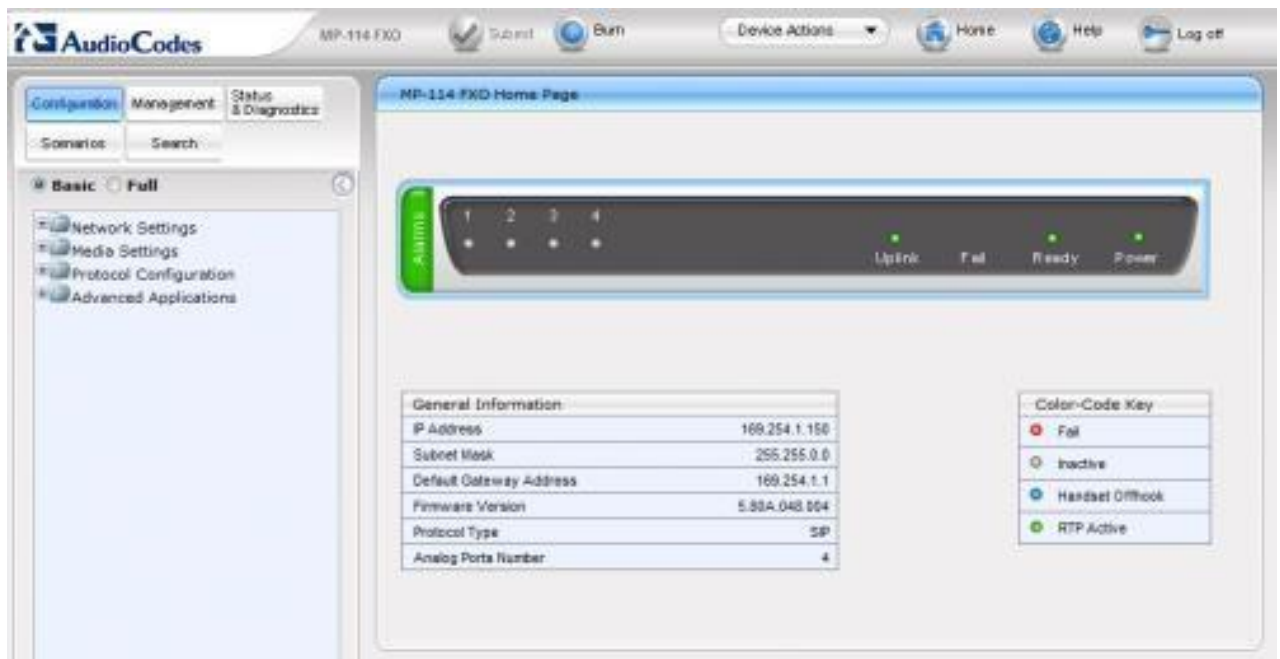 AudioCodes
MP-114 FXO
Submit
Burn
Device Actions
Home
Help
Log off
Configuration
Management
Status
& Diagnostics
Scenarios
Search
Basic
Full
Network Settings
Media Settings
Protocol Configuration
Advanced Applications
MP-114 FXO Home Page
Alarms
1 2 3 4
Uplink Fail Ready Power
General Information
IP Address 169.254.1.150
Subnet Mask 255.255.0.0
Default Gateway Address 169.254.1.1
Firmware Version 5.80A.048.004
Protocol Type SIP
Analog Ports Number 4
Color-Code Key
Fail
Inactive
Handset Offhook
RTP Active